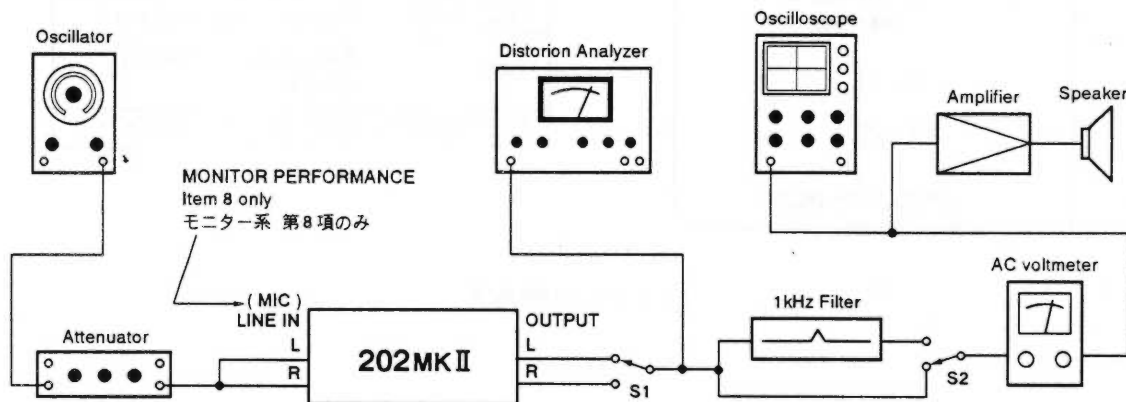 Oscillator
Distorion Analyzer
Oscilloscope
Amplifier
Speaker
MONITOR PERFORMANCE
Item 8 only
モニター系 第8項のみ
(MIC)
LINE IN
L
R
Attenuator
202MKⅡ
OUTPUT
L
R
S1
1kHz Filter
S2
AC voltmeter